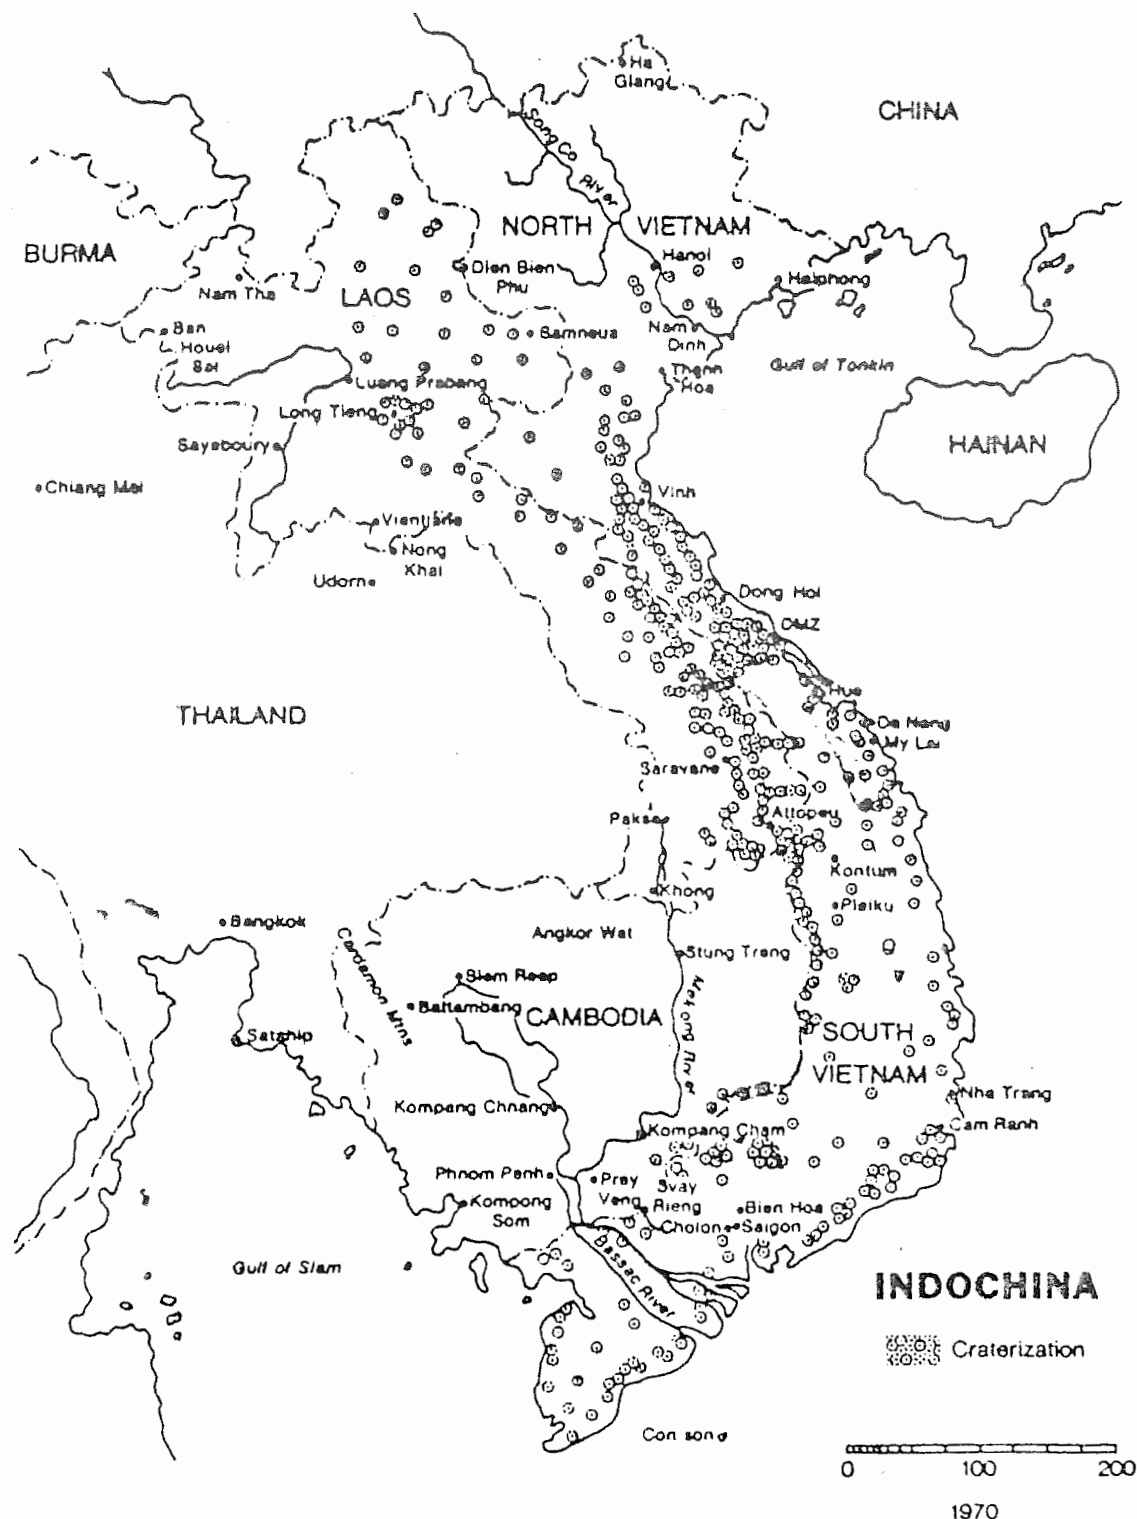 Ha
Giang
CHINA
Song Co
River
NORTH VIETNAM
BURMA
Hanoi
Dien Bien
Phu
Haiphong
Nam Tha
LAOS
Ban
Houei
Sai
Samneua
Nam
Dinh
Gulf of Tonkin
Thanh
Hoa
Luang Prabang
Long Tieng
Sayaboury
HAINAN
Chiang Mai
Vinh
Vientiane
Nong
Khai
Udorn
Dong Hoi
DMZ
Hue
THAILAND
Da Nang
My Lai
Saravane
Pakse
Attopeu
Kontum
Khong
Pleiku
Bangkok
Angkor Wat
Cardamon Mtns
Stung Treng
Siem Reap
Battambang
Mekong River
CAMBODIA
SOUTH
VIETNAM
Satahip
Nha Trang
Kompang Chnang
Cam Ranh
Kompang Cham
Phnom Penh
Prey
Veng
Svay
Rieng
Kompong
Som
Bien Hoa
Cholon
Saigon
Gulf of Siam
Bassac River
INDOCHINA
Craterization
Con son
0 100 200
1970